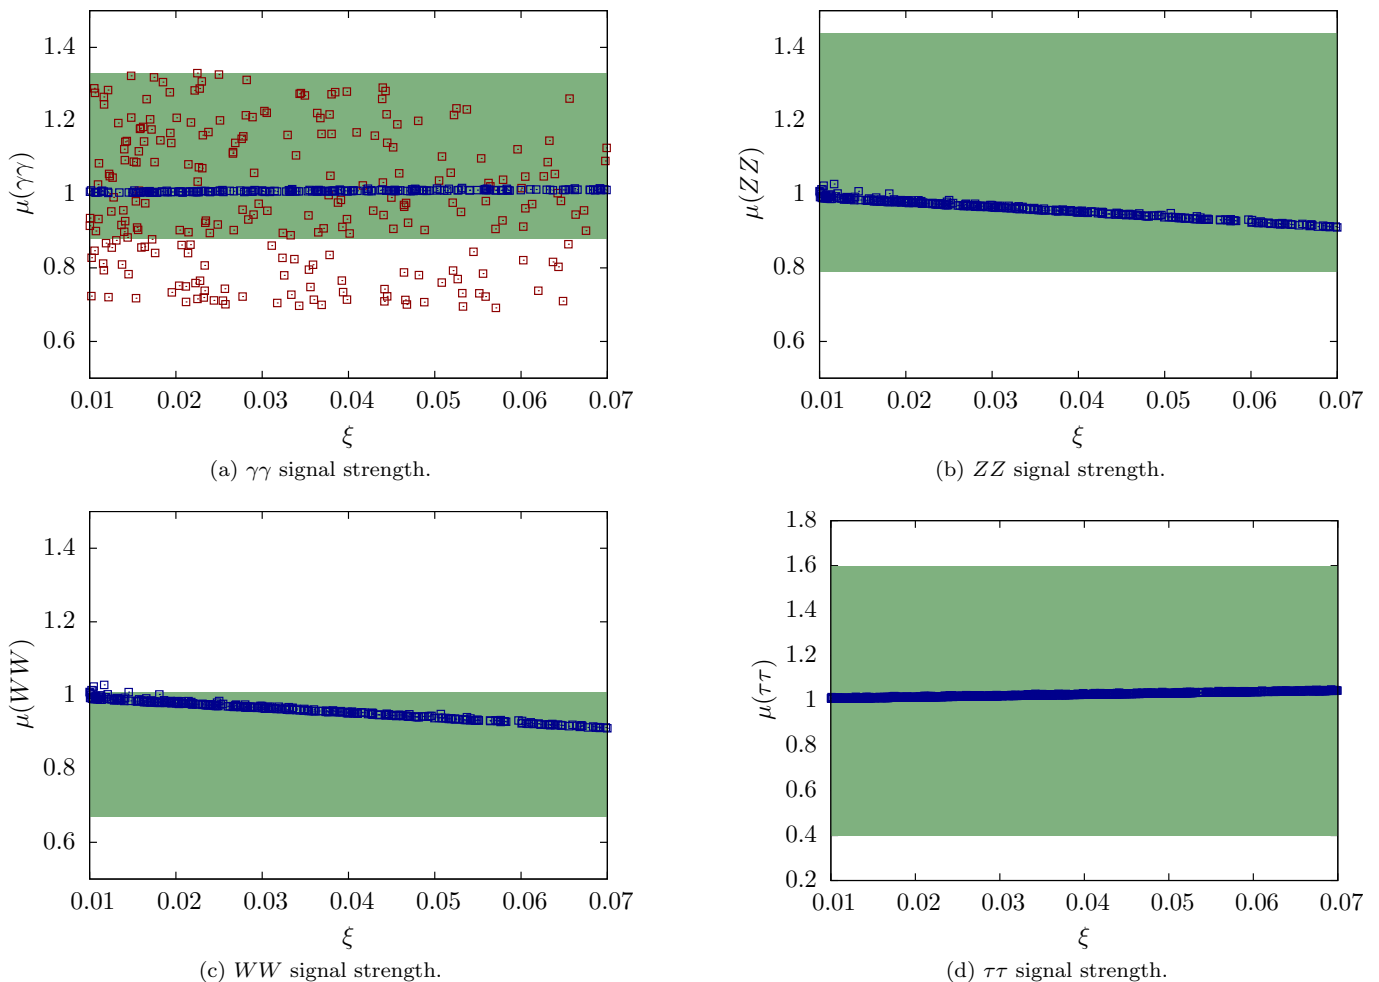 1.4
1.2
1
0.8
0.6
μ(γγ)
0.01 0.02 0.03 0.04 0.05 0.06 0.07
ξ
(a) γγ signal strength.
1.4
1.2
1
0.8
0.6
μ(ZZ)
0.01 0.02 0.03 0.04 0.05 0.06 0.07
ξ
(b) ZZ signal strength.
1.4
1.2
1
0.8
0.6
μ(WW)
0.01 0.02 0.03 0.04 0.05 0.06 0.07
ξ
(c) WW signal strength.
1.8
1.6
1.4
1.2
1
0.8
0.6
0.4
0.2
μ(ττ)
0.01 0.02 0.03 0.04 0.05 0.06 0.07
ξ
(d) ττ signal strength.